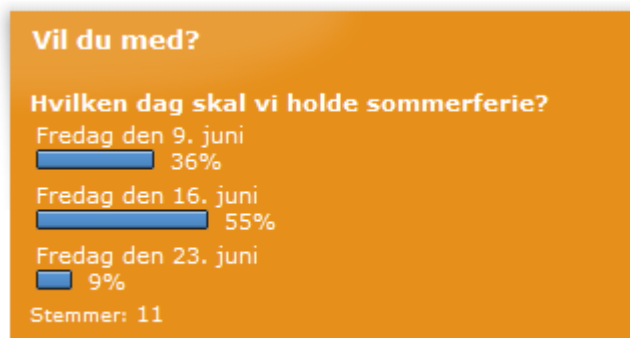 Vil du med?
Hvilken dag skal vi holde sommerferie?
Fredag den 9. juni
36%
Fredag den 16. juni
55%
Fredag den 23. juni
9%
Stemmer: 11